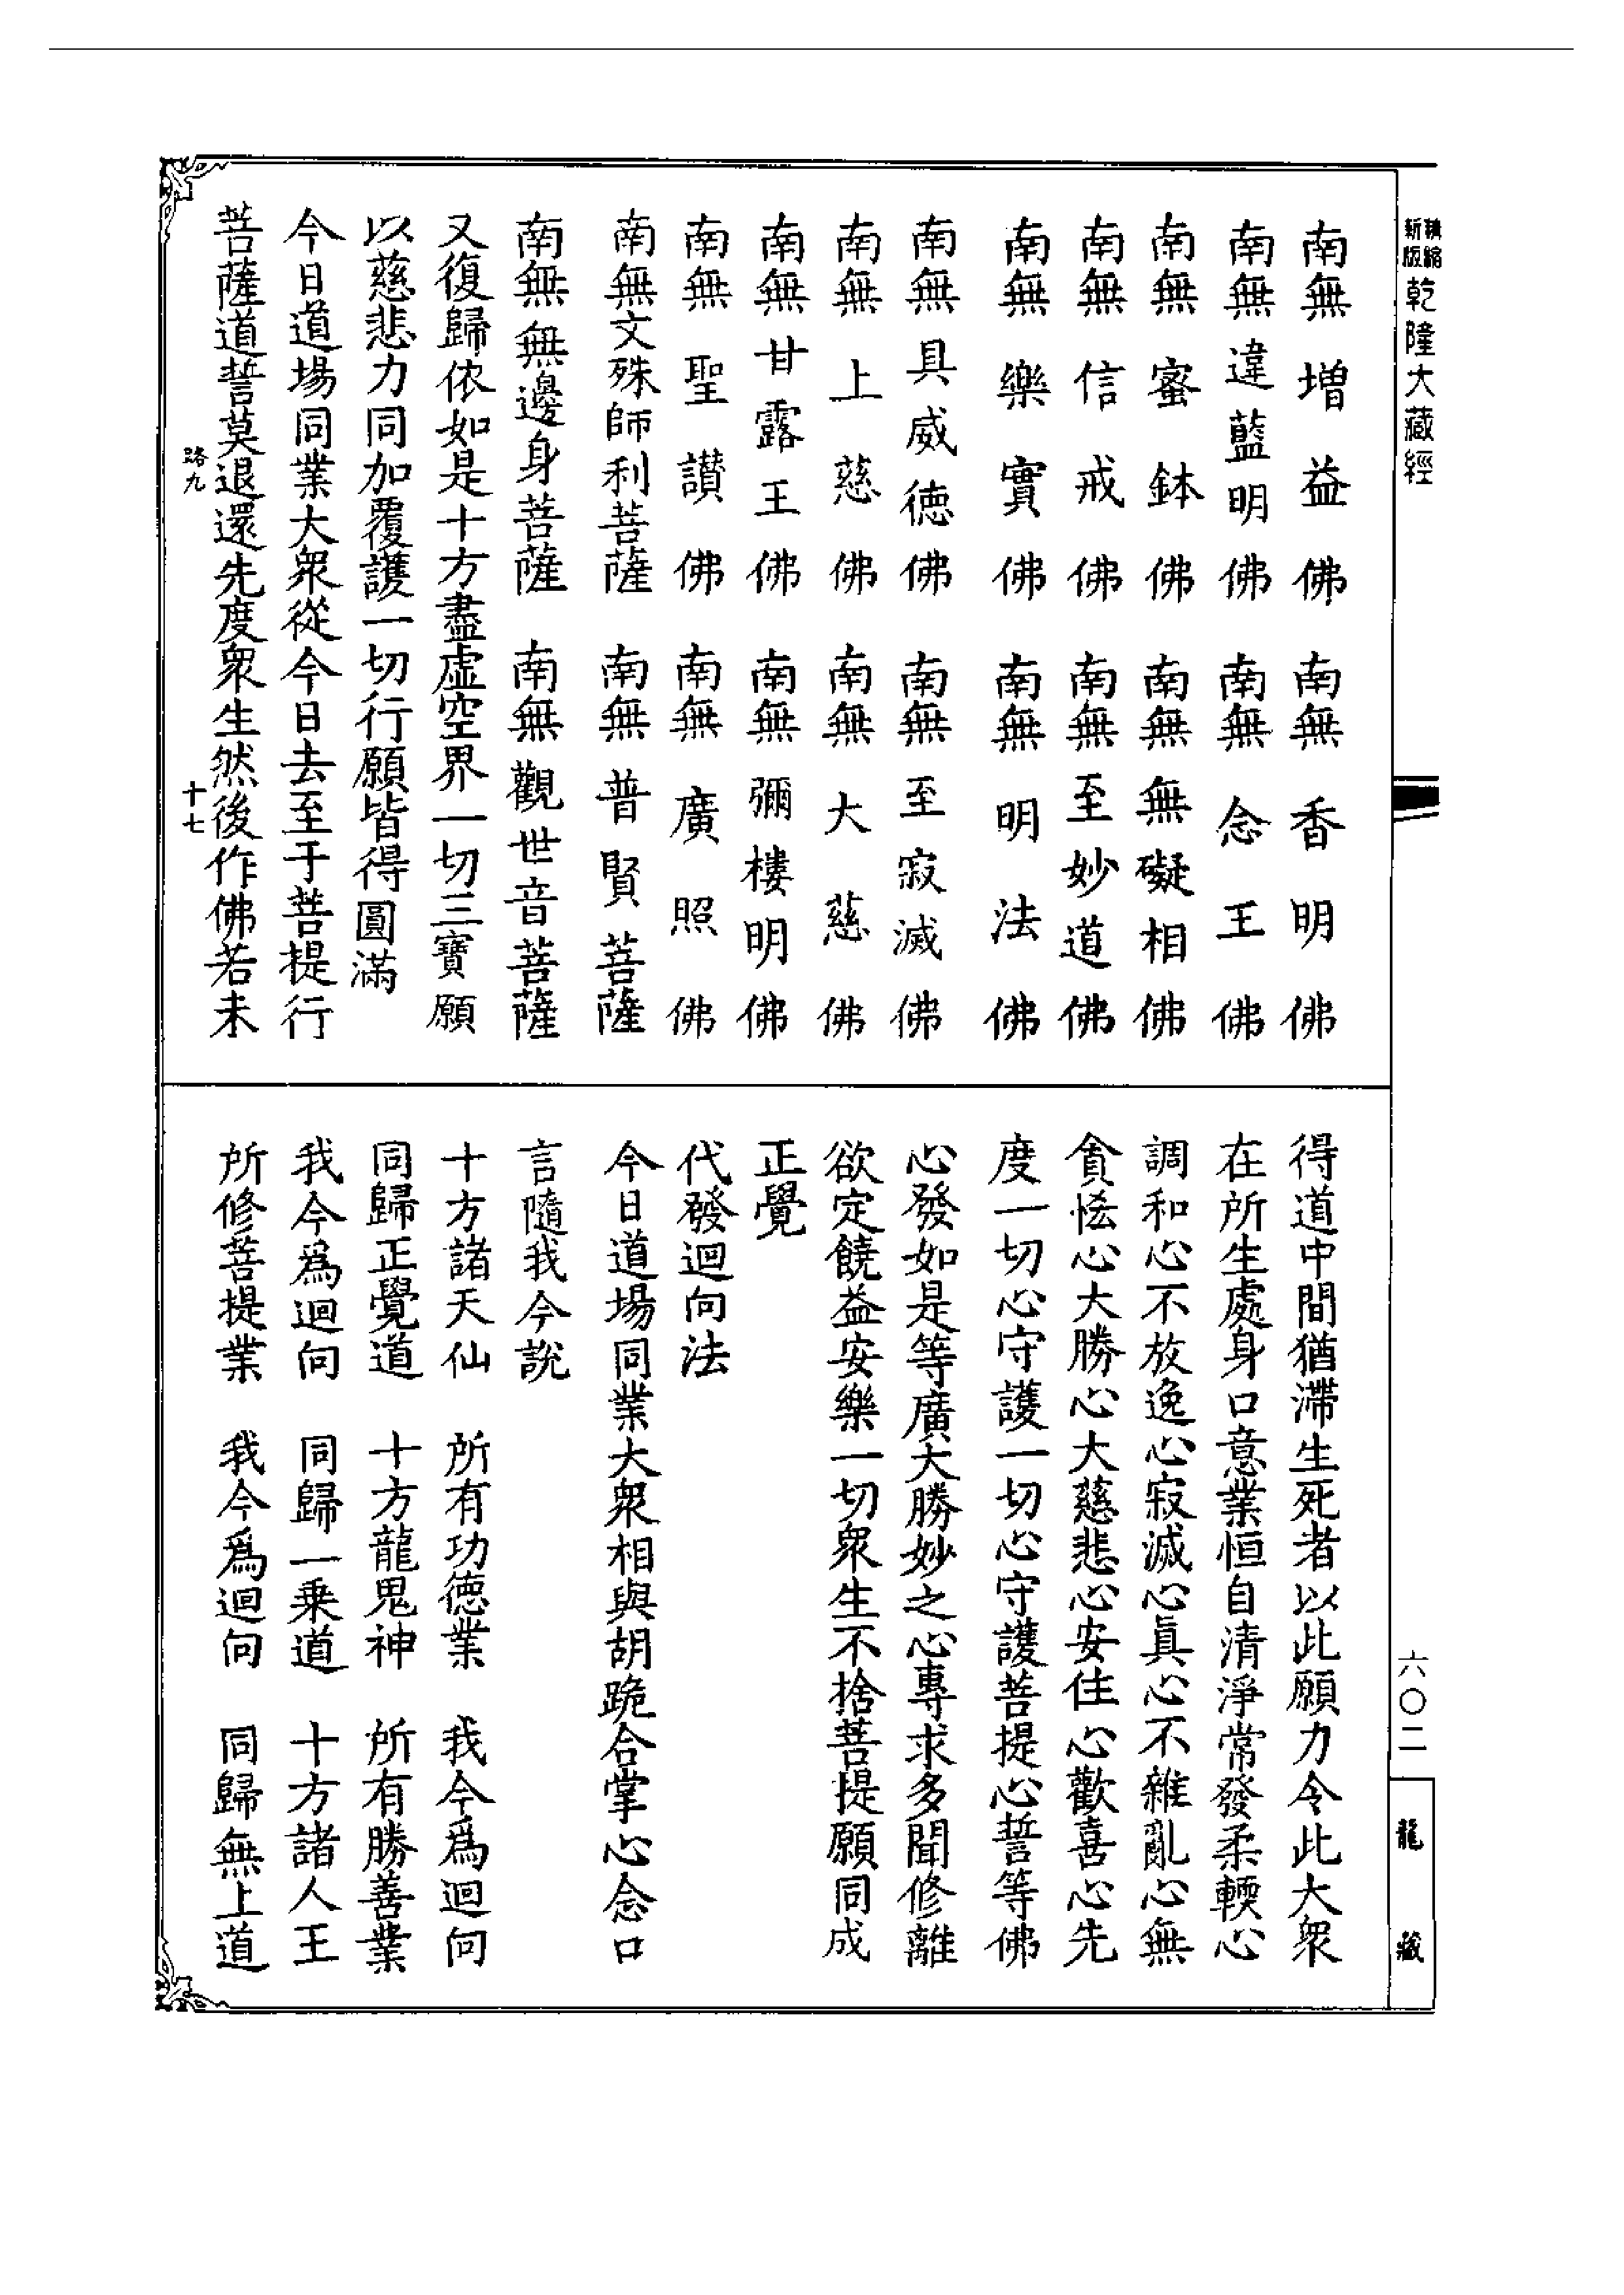 精縮新版乾隆大藏經
南無增益佛 南無香明佛
南無違藍明佛 南無念王佛
南無蜜鉢佛 南無無礙相佛
南無信戒佛 南無至妙道佛
南無樂實佛 南無明法佛
南無具威德佛 南無至寂滅佛
南無上慈佛 南無大慈佛
南無甘露王佛 南無彌樓明佛
南無聖讚佛 南無廣照佛
南無文殊師利菩薩 南無普賢菩薩
南無無邊身菩薩 南無觀世音菩薩
又復歸依如是十方盡虛空界一切三寶願
以慈悲力同加覆護一切行願皆得圓滿
今日道場同業大衆從今日去至于菩提行
菩薩道誓莫退還先度衆生然後作佛若未
路九 十七
得道中間猶滯生死者以此願力令此大衆
在所生處身口意業恒自清淨常發柔輭心
調和心不放逸心寂滅心眞心不雜亂心無
貪恡心大勝心大慈悲心安住心歡喜心先
度一切心守護一切心守護菩提心誓等佛
心發如是等廣大勝妙之心專求多聞修離
欲定饒益安樂一切衆生不捨菩提願同成
正覺
代發迴向法
今日道場同業大衆相與胡跪合掌心念口
言隨我今說
十方諸天仙 所有功德業 我今爲迴向
同歸正覺道 十方龍鬼神 所有勝善業
我今爲迴向 同歸一乗道 十方諸人王
所修菩提業 我今爲迴向 同歸無上道
六〇二
龍藏